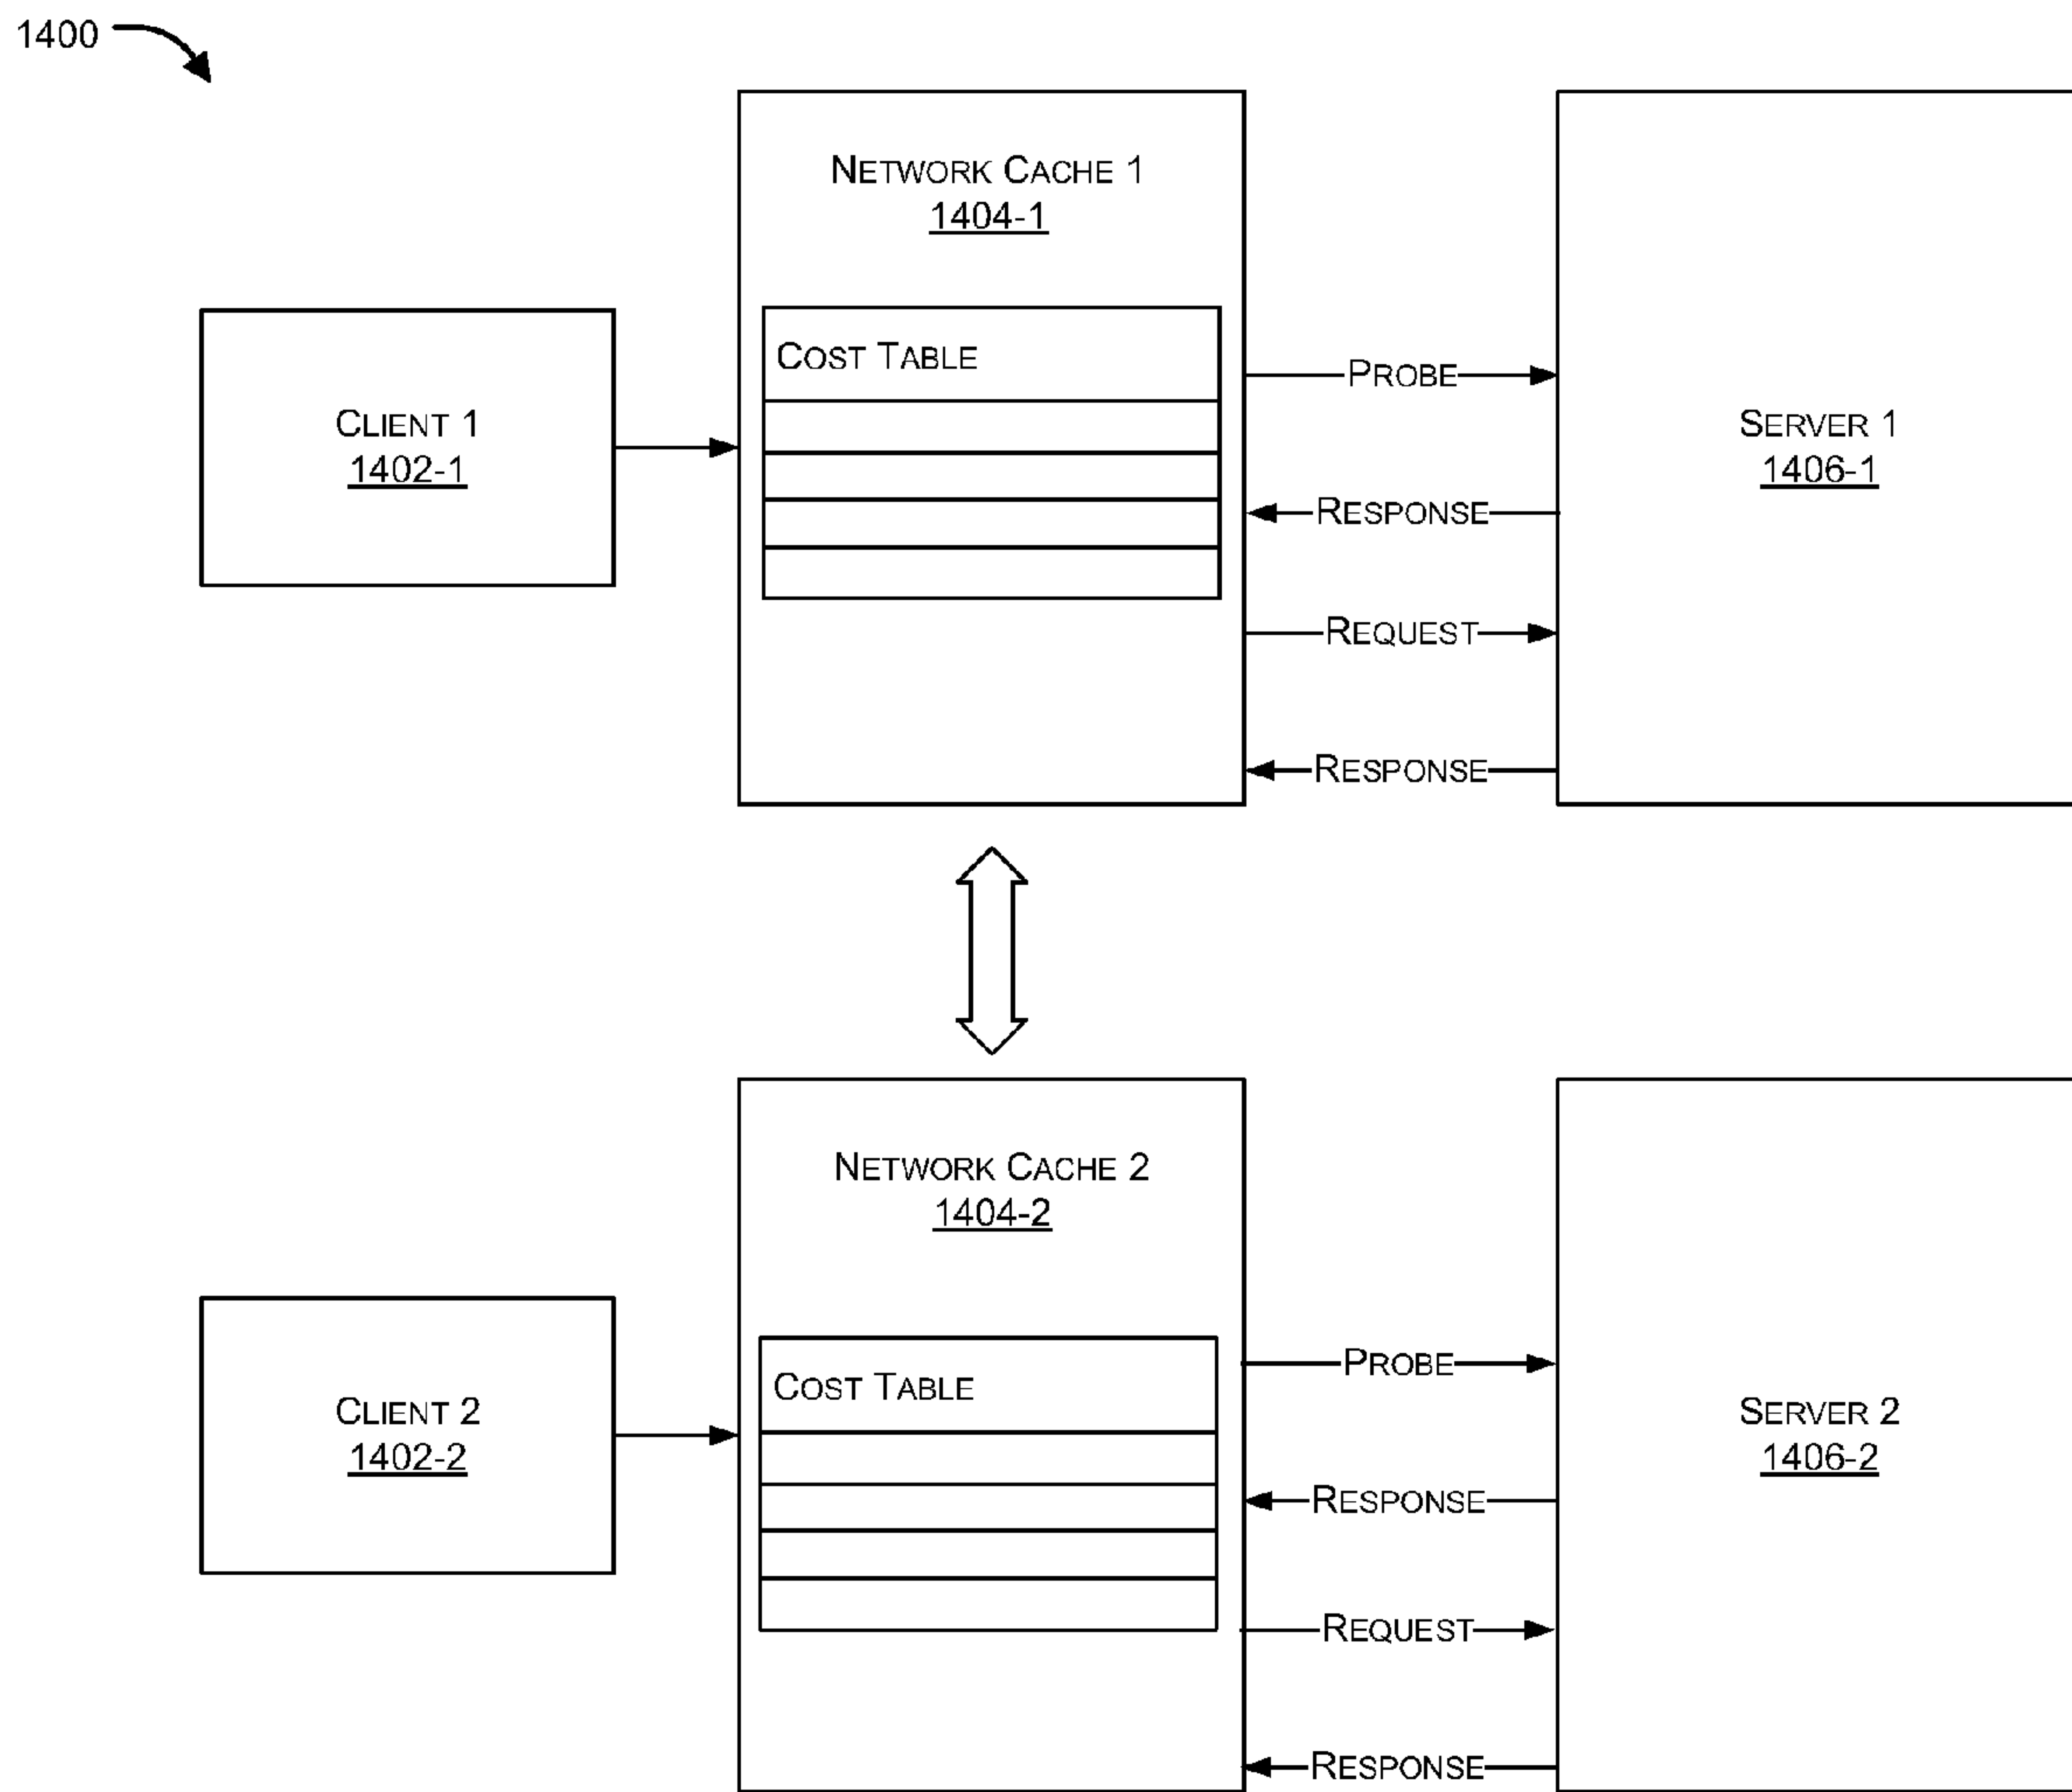 1400
NETWORK CACHE 1
1404-1
COST TABLE
CLIENT 1
1402-1
PROBE
RESPONSE
REQUEST
RESPONSE
SERVER 1
1406-1
NETWORK CACHE 2
1404-2
COST TABLE
CLIENT 2
1402-2
PROBE
RESPONSE
REQUEST
RESPONSE
SERVER 2
1406-2